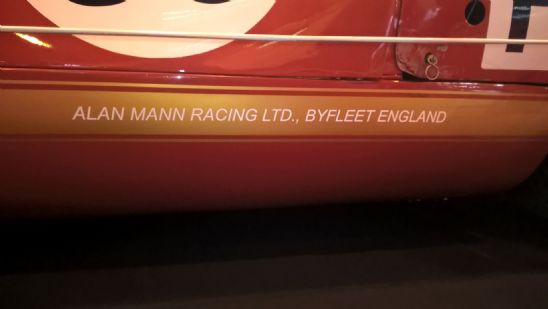 ALAN MANN RACING LTD., BYFLEET ENGLAND